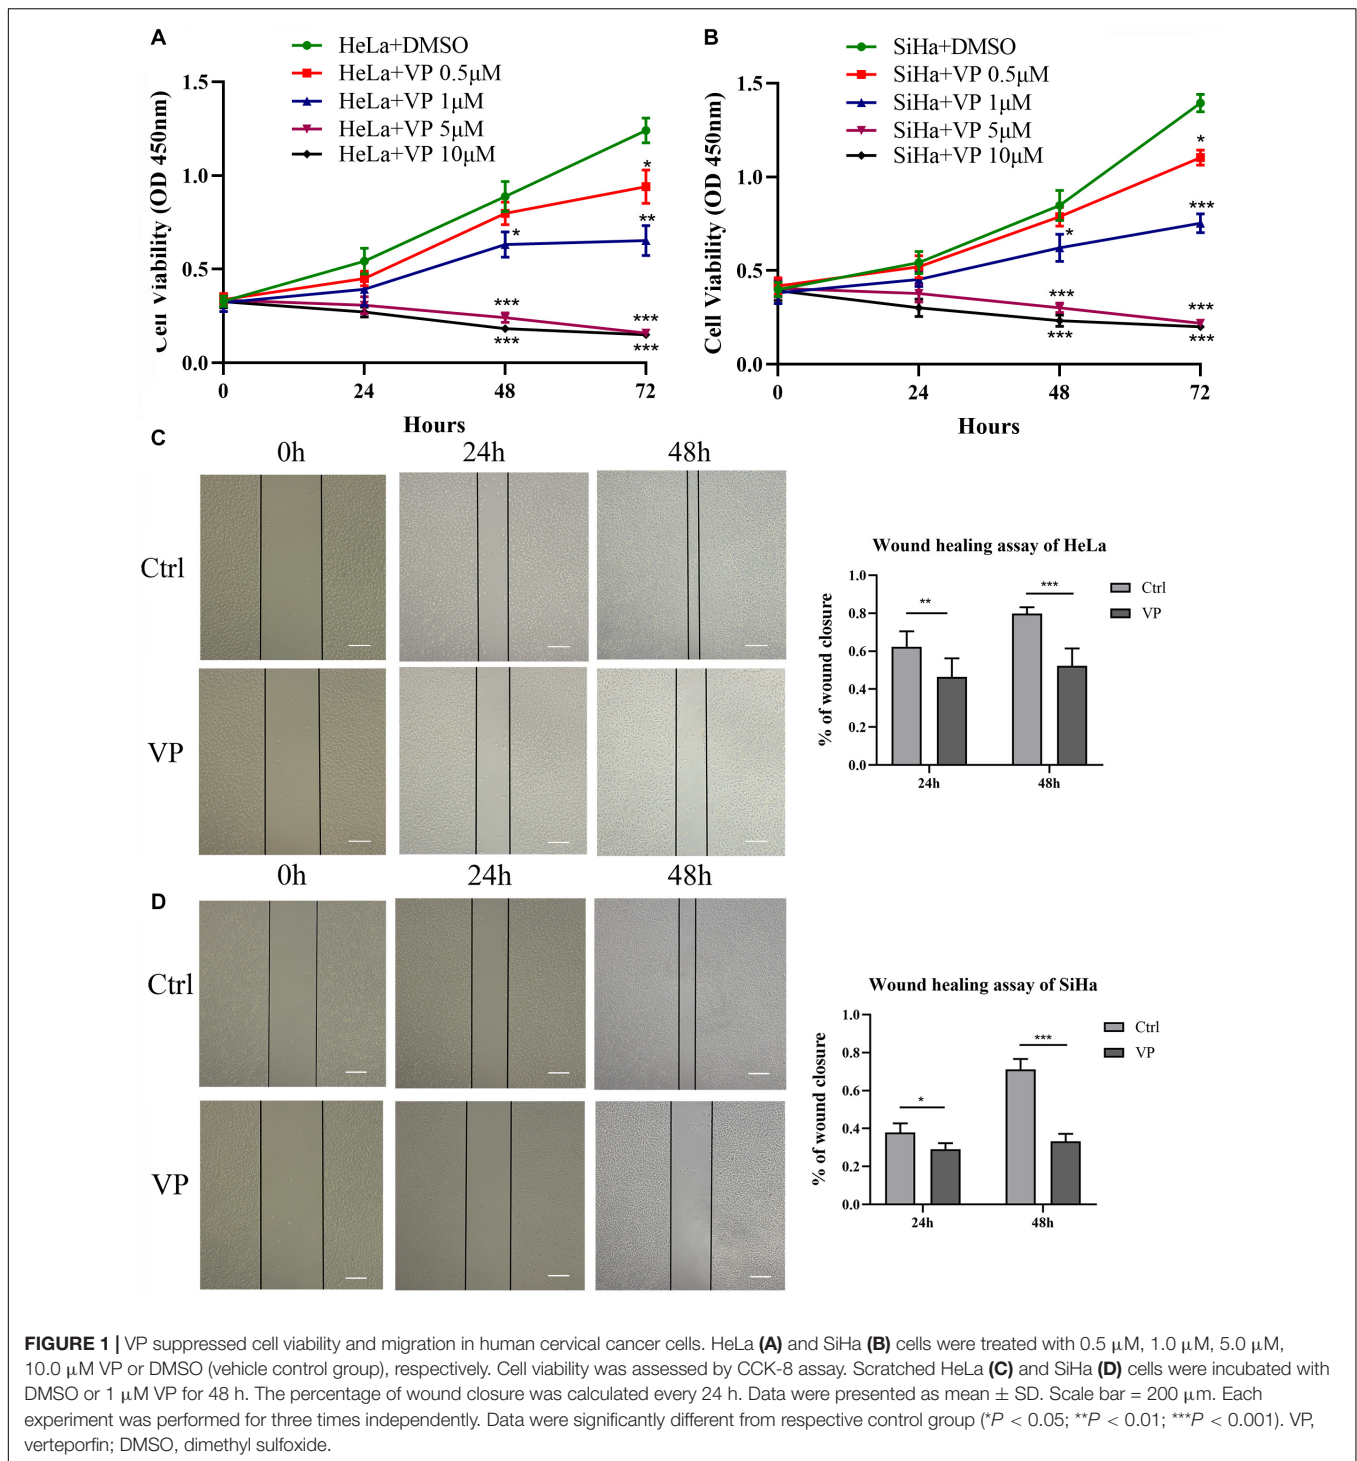 A
HeLa+DMSO
HeLa+VP 0.5μM
HeLa+VP 1μM
HeLa+VP 5μM
HeLa+VP 10μM
Cell Viability (OD 450nm)
1.5
1.0
0.5
0.0
*
**
*
***
***
***
***
0 24 48 72
Hours
B
SiHa+DMSO
SiHa+VP 0.5μM
SiHa+VP 1μM
SiHa+VP 5μM
SiHa+VP 10μM
Cell Viability (OD 450nm)
1.5
1.0
0.5
0.0
*
***
*
***
***
***
***
0 24 48 72
Hours
C
0h 24h 48h
Ctrl
VP
Wound healing assay of HeLa
% of wound closure
1.0
0.8
0.6
0.4
0.2
0.0
** ***
Ctrl
VP
24h 48h
D
0h 24h 48h
Ctrl
VP
Wound healing assay of SiHa
% of wound closure
1.0
0.8
0.6
0.4
0.2
0.0
* ***
Ctrl
VP
24h 48h
FIGURE 1 | VP suppressed cell viability and migration in human cervical cancer cells. HeLa (A) and SiHa (B) cells were treated with 0.5 μM, 1.0 μM, 5.0 μM,
10.0 μM VP or DMSO (vehicle control group), respectively. Cell viability was assessed by CCK-8 assay. Scratched HeLa (C) and SiHa (D) cells were incubated with
DMSO or 1 μM VP for 48 h. The percentage of wound closure was calculated every 24 h. Data were presented as mean ± SD. Scale bar = 200 μm. Each
experiment was performed for three times independently. Data were significantly different from respective control group (*P < 0.05; **P < 0.01; ***P < 0.001). VP,
verteporfin; DMSO, dimethyl sulfoxide.